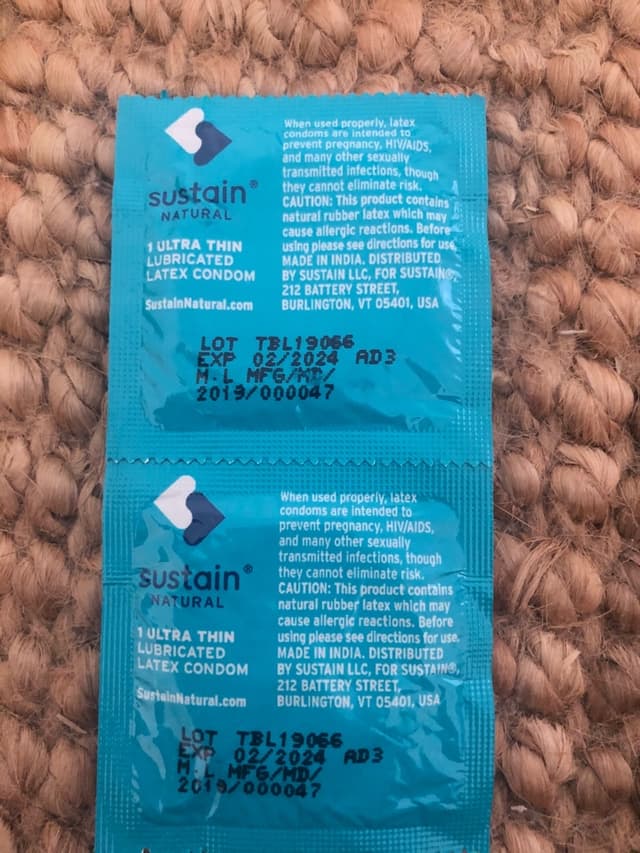 sustain®
NATURAL
1 ULTRA THIN
LUBRICATED
LATEX CONDOM
SustainNatural.com
When used properly, latex
condoms are intended to
prevent pregnancy, HIV/AIDS,
and many other sexually
transmitted infections, though
they cannot eliminate risk.
CAUTION: This product contains
natural rubber latex which may
cause allergic reactions. Before
using please see directions for use.
MADE IN INDIA. DISTRIBUTED
BY SUSTAIN LLC, FOR SUSTAIN®,
212 BATTERY STREET,
BURLINGTON, VT 05401, USA
LOT TBL19066
EXP 02/2024 AD3
M.L MFG/MD/
2019/000047
sustain®
NATURAL
1 ULTRA THIN
LUBRICATED
LATEX CONDOM
SustainNatural.com
When used properly, latex
condoms are intended to
prevent pregnancy, HIV/AIDS,
and many other sexually
transmitted infections, though
they cannot eliminate risk.
CAUTION: This product contains
natural rubber latex which may
cause allergic reactions. Before
using please see directions for use.
MADE IN INDIA. DISTRIBUTED
BY SUSTAIN LLC, FOR SUSTAIN®,
212 BATTERY STREET,
BURLINGTON, VT 05401, USA
LOT TBL19066
EXP 02/2024 AD3
M.L MFG/MD/
2019/000047